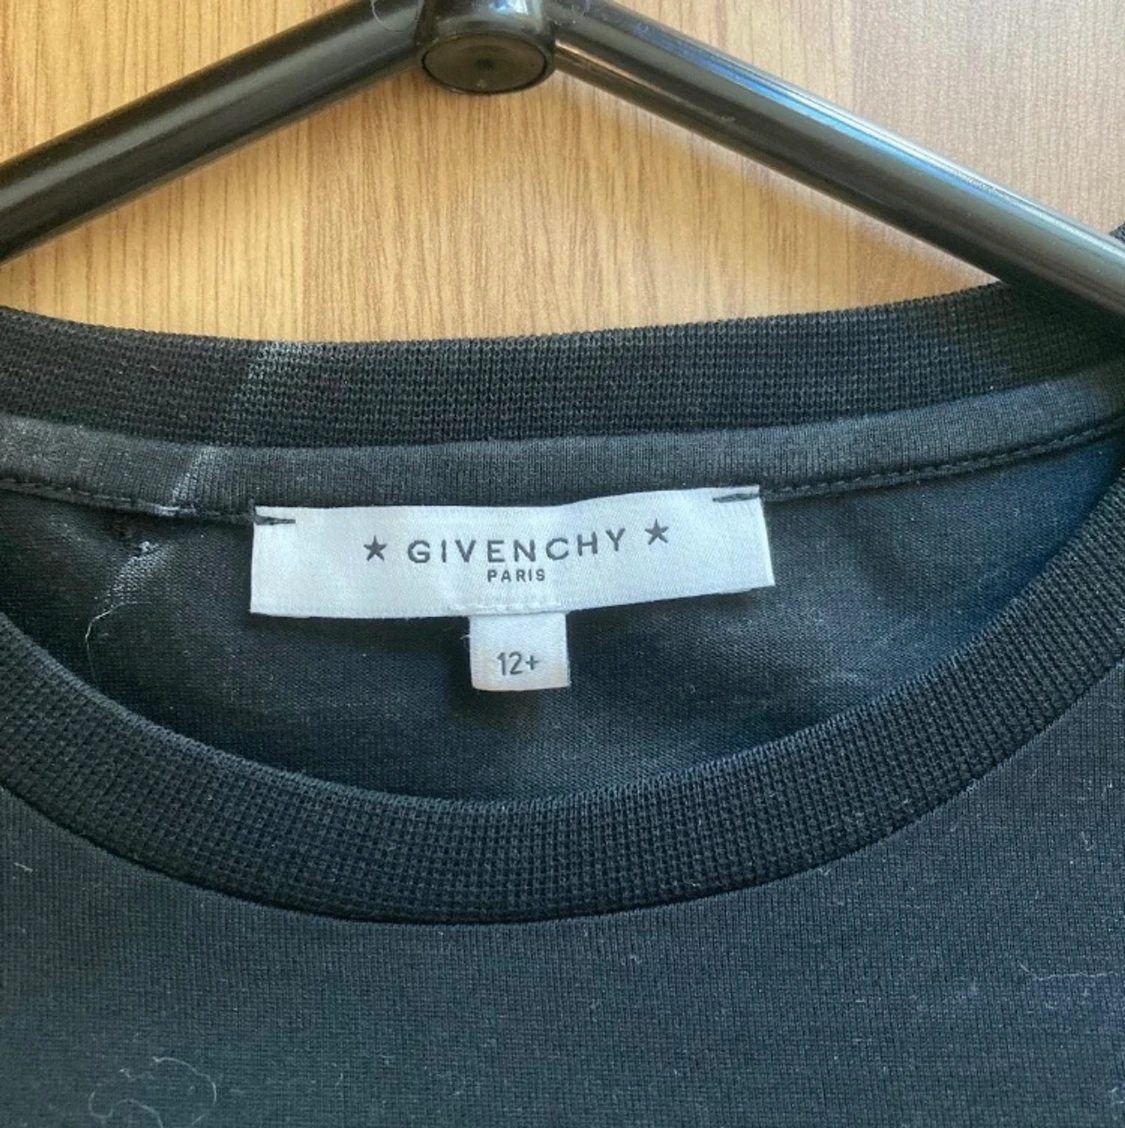 ★ GIVENCHY ★
PARIS
12+